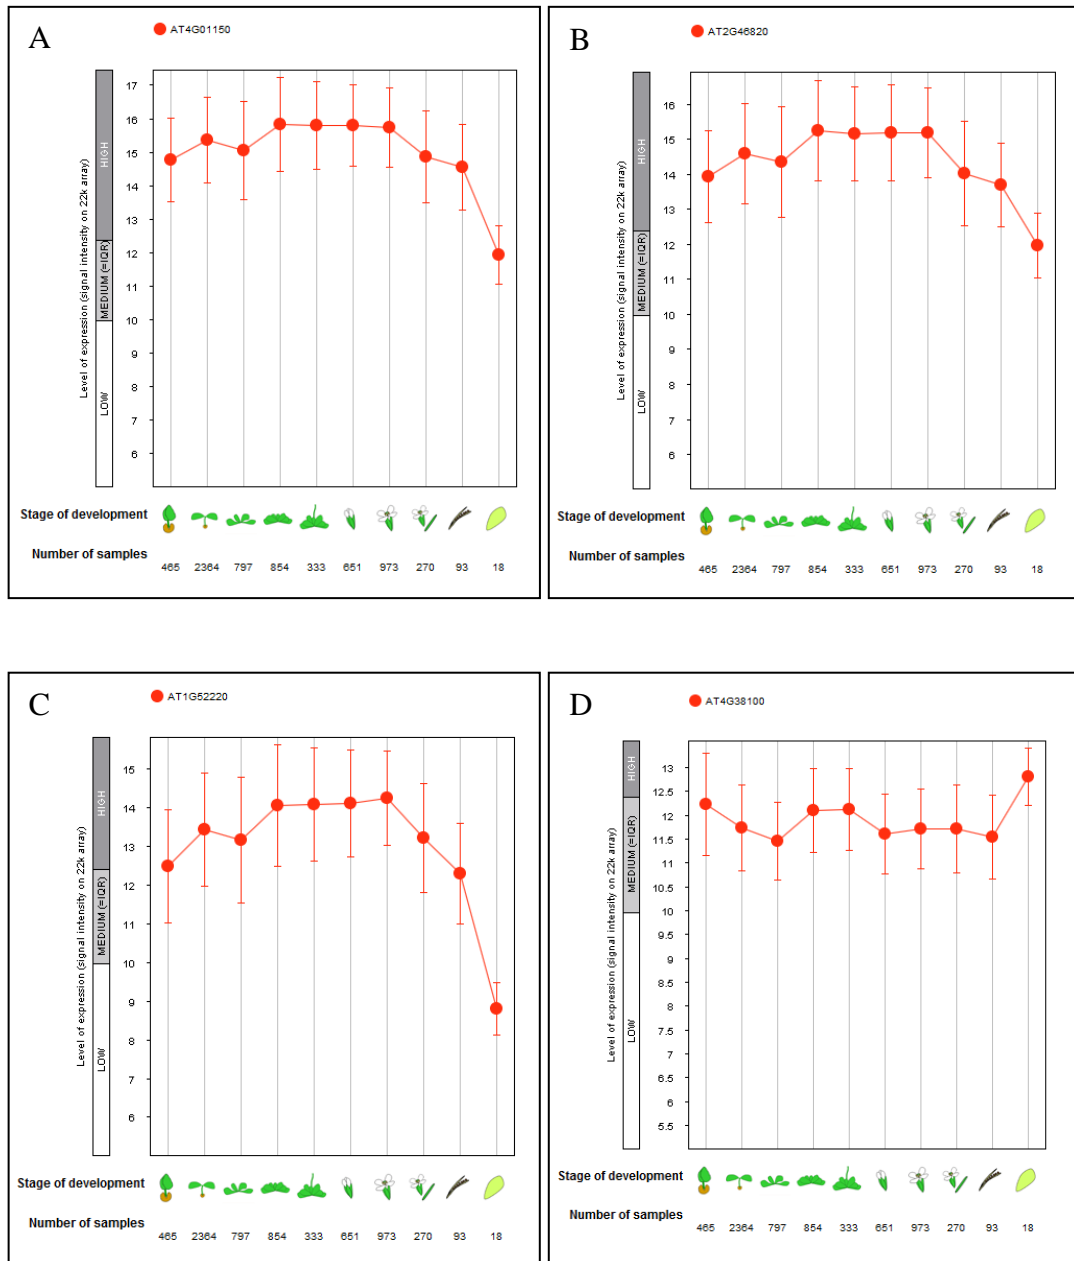 A
AT4G01150
Level of expression (signal intensity on 22k array)
HIGH
MEDIUM (=IQR)
LOW
17
16
15
14
13
12
11
10
9
8
7
6
Stage of development
Number of samples
465 2364 797 854 333 651 973 270 93 18
B
AT2G46820
Level of expression (signal intensity on 22k array)
HIGH
MEDIUM (=IQR)
LOW
16
15
14
13
12
11
10
9
8
7
6
Stage of development
Number of samples
465 2364 797 854 333 651 973 270 93 18
C
AT1G52220
Level of expression (signal intensity on 22k array)
HIGH
MEDIUM (=IQR)
LOW
15
14
13
12
11
10
9
8
7
6
Stage of development
Number of samples
465 2364 797 854 333 651 973 270 93 18
D
AT4G38100
Level of expression (signal intensity on 22k array)
HIGH
MEDIUM (=IQR)
LOW
13
12.5
12
11.5
11
10.5
10
9.5
9
8.5
8
7.5
7
6.5
6
5.5
Stage of development
Number of samples
465 2364 797 854 333 651 973 270 93 18